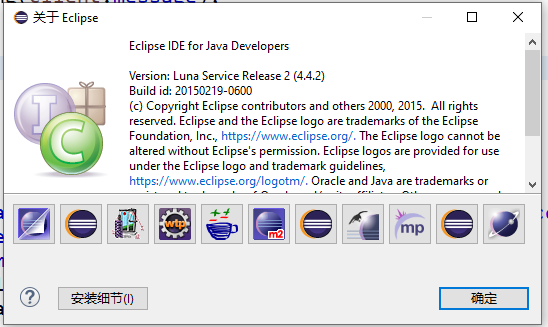 关于 Eclipse
Eclipse IDE for Java Developers
Version: Luna Service Release 2 (4.4.2)
Build id: 20150219-0600
(c) Copyright Eclipse contributors and others 2000, 2015.  All rights
reserved. Eclipse and the Eclipse logo are trademarks of the Eclipse
Foundation, Inc., https://www.eclipse.org/. The Eclipse logo cannot be
altered without Eclipse's permission. Eclipse logos are provided for use
under the Eclipse logo and trademark guidelines,
https://www.eclipse.org/logotm/. Oracle and Java are trademarks or
I
C
wtp
m2
mp
?
安装细节(I)
确定